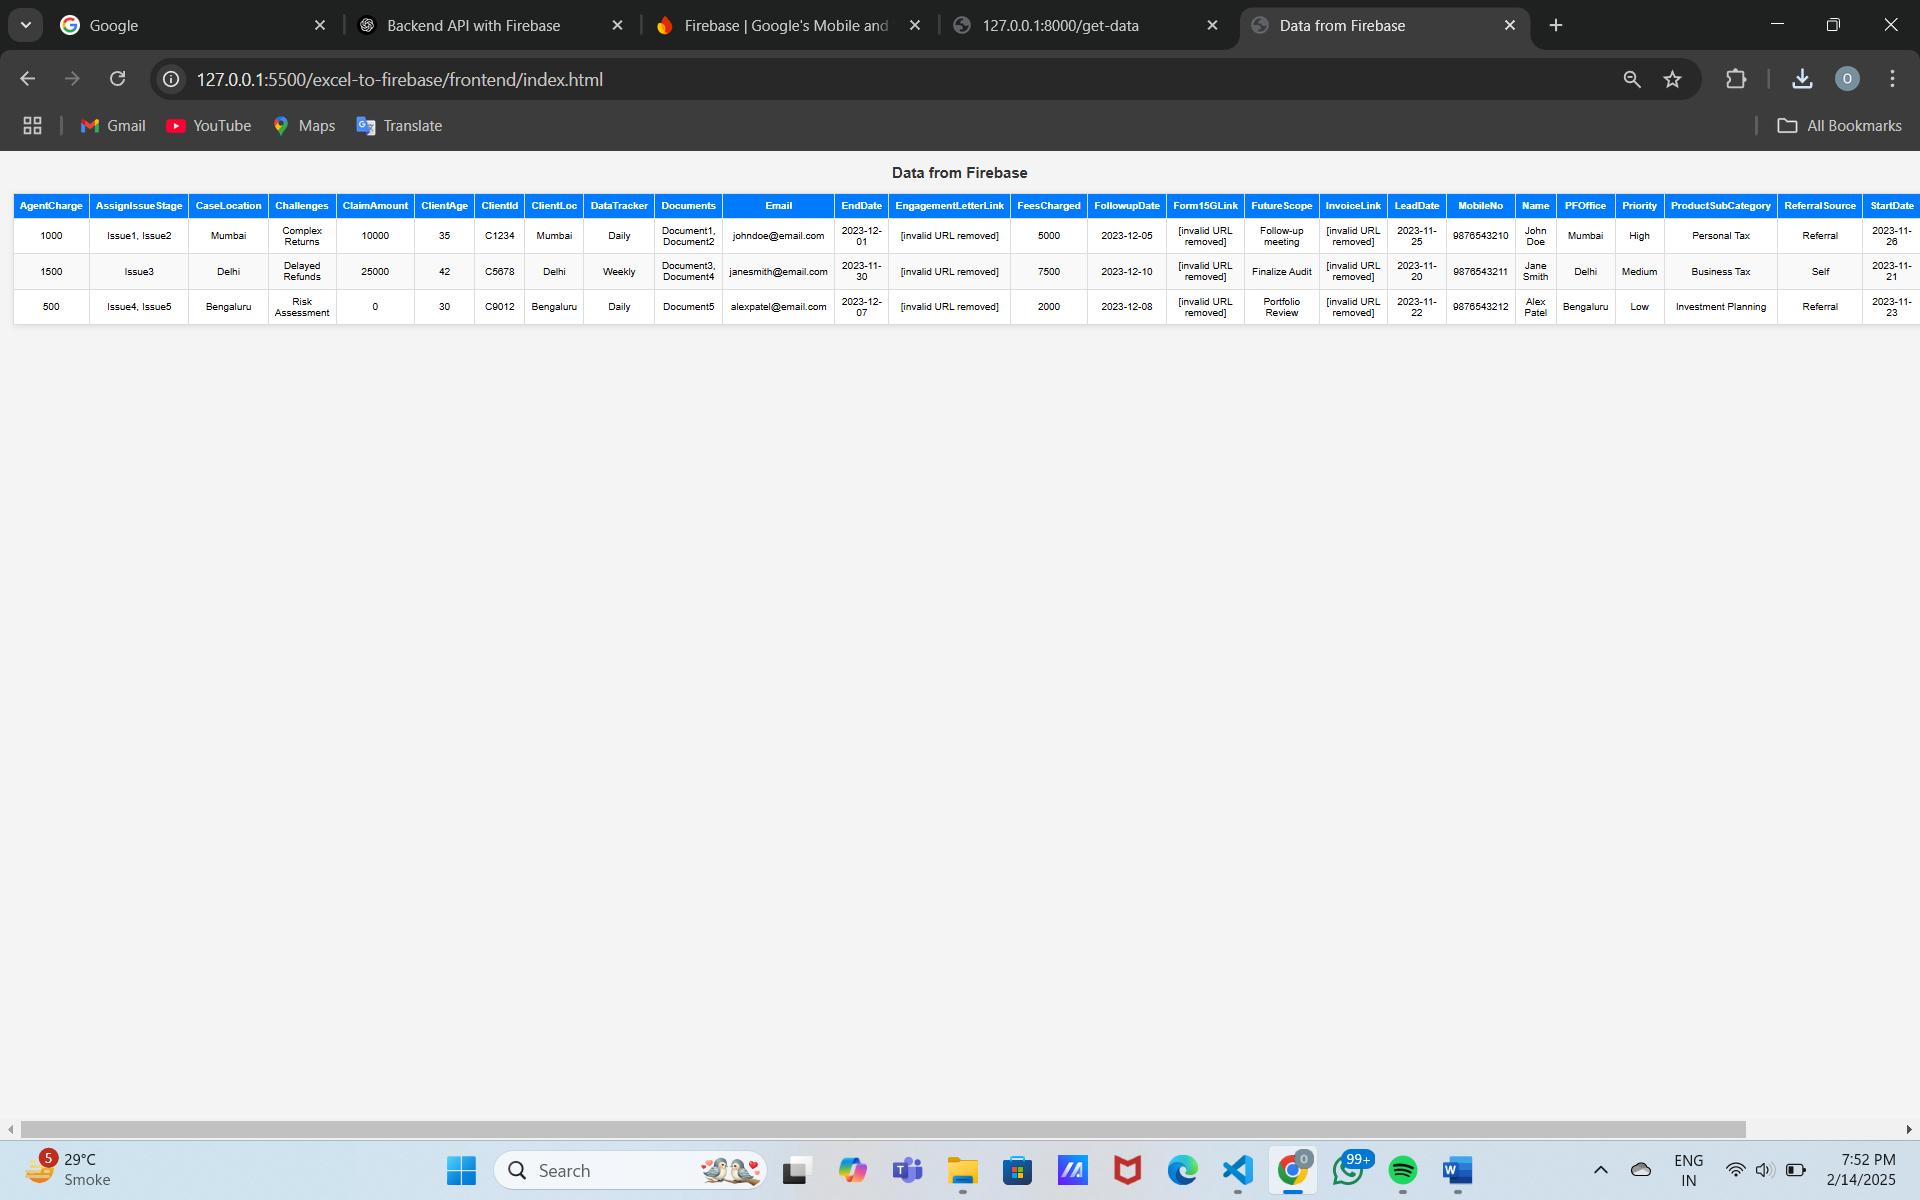 Google
Backend API with Firebase
Firebase | Google's Mobile and
127.0.0.1:8000/get-data
Data from Firebase
127.0.0.1:5500/excel-to-firebase/frontend/index.html
O
Gmail
YouTube
Maps
Translate
All Bookmarks
Data from Firebase
AgentCharge AssignIssueStage CaseLocation Challenges ClaimAmount ClientAge ClientId ClientLoc DataTracker Documents Email EndDate EngagementLetterLink FeesCharged FollowupDate Form15GLink FutureScope InvoiceLink LeadDate MobileNo Name PFOffice Priority ProductSubCategory ReferralSource StartDate
1000 Issue1, Issue2 Mumbai Complex Returns 10000 35 C1234 Mumbai Daily Document1, Document2 johndoe@email.com 2023-12-01 [invalid URL removed] 5000 2023-12-05 [invalid URL removed] Follow-up meeting [invalid URL removed] 2023-11-25 9876543210 John Doe Mumbai High Personal Tax Referral 2023-11-26
1500 Issue3 Delhi Delayed Refunds 25000 42 C5678 Delhi Weekly Document3, Document4 janesmith@email.com 2023-11-30 [invalid URL removed] 7500 2023-12-10 [invalid URL removed] Finalize Audit [invalid URL removed] 2023-11-20 9876543211 Jane Smith Delhi Medium Business Tax Self 2023-11-21
500 Issue4, Issue5 Bengaluru Risk Assessment 0 30 C9012 Bengaluru Daily Document5 alexpatel@email.com 2023-12-07 [invalid URL removed] 2000 2023-12-08 [invalid URL removed] Portfolio Review [invalid URL removed] 2023-11-22 9876543212 Alex Patel Bengaluru Low Investment Planning Referral 2023-11-23
5
29°C
Smoke
Search
0
99+
ENG
IN
7:52 PM
2/14/2025